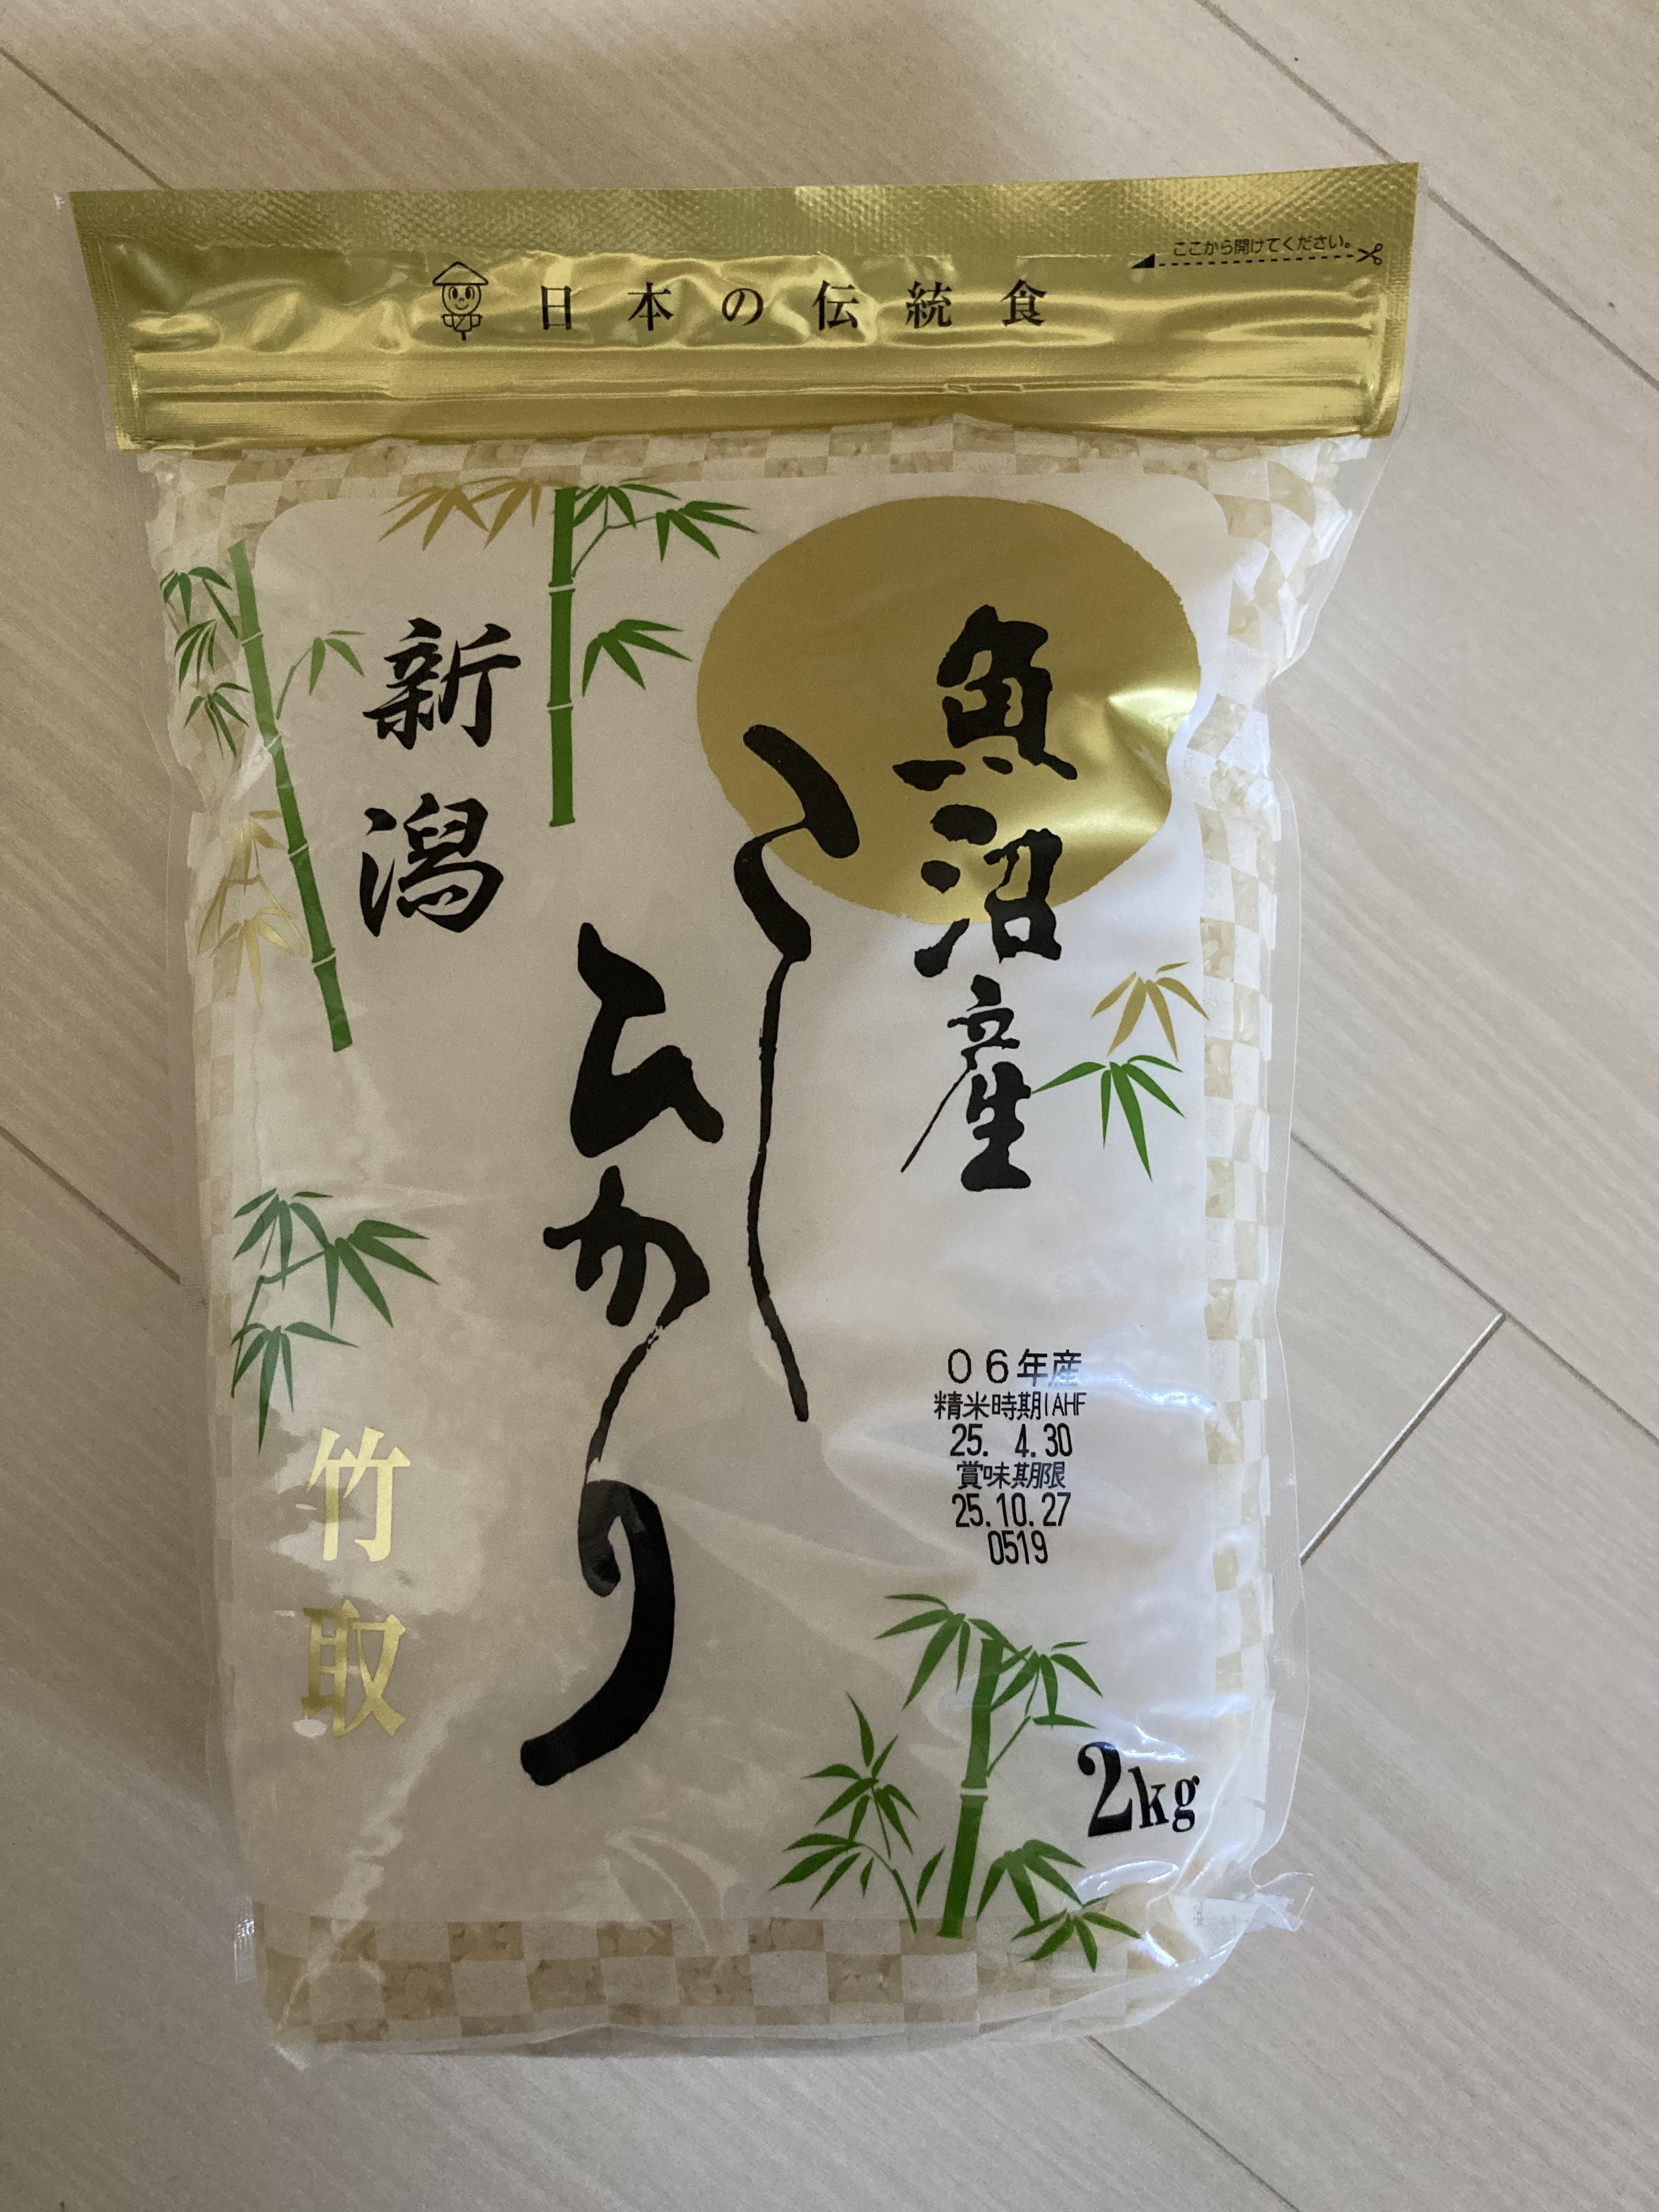 ここから開けてください。
日本の伝統食
魚沼産
こしひかり
新潟
竹取
06年産
精米時期IAHF
25. 4.30
賞味期限
25.10.27
0519
2kg